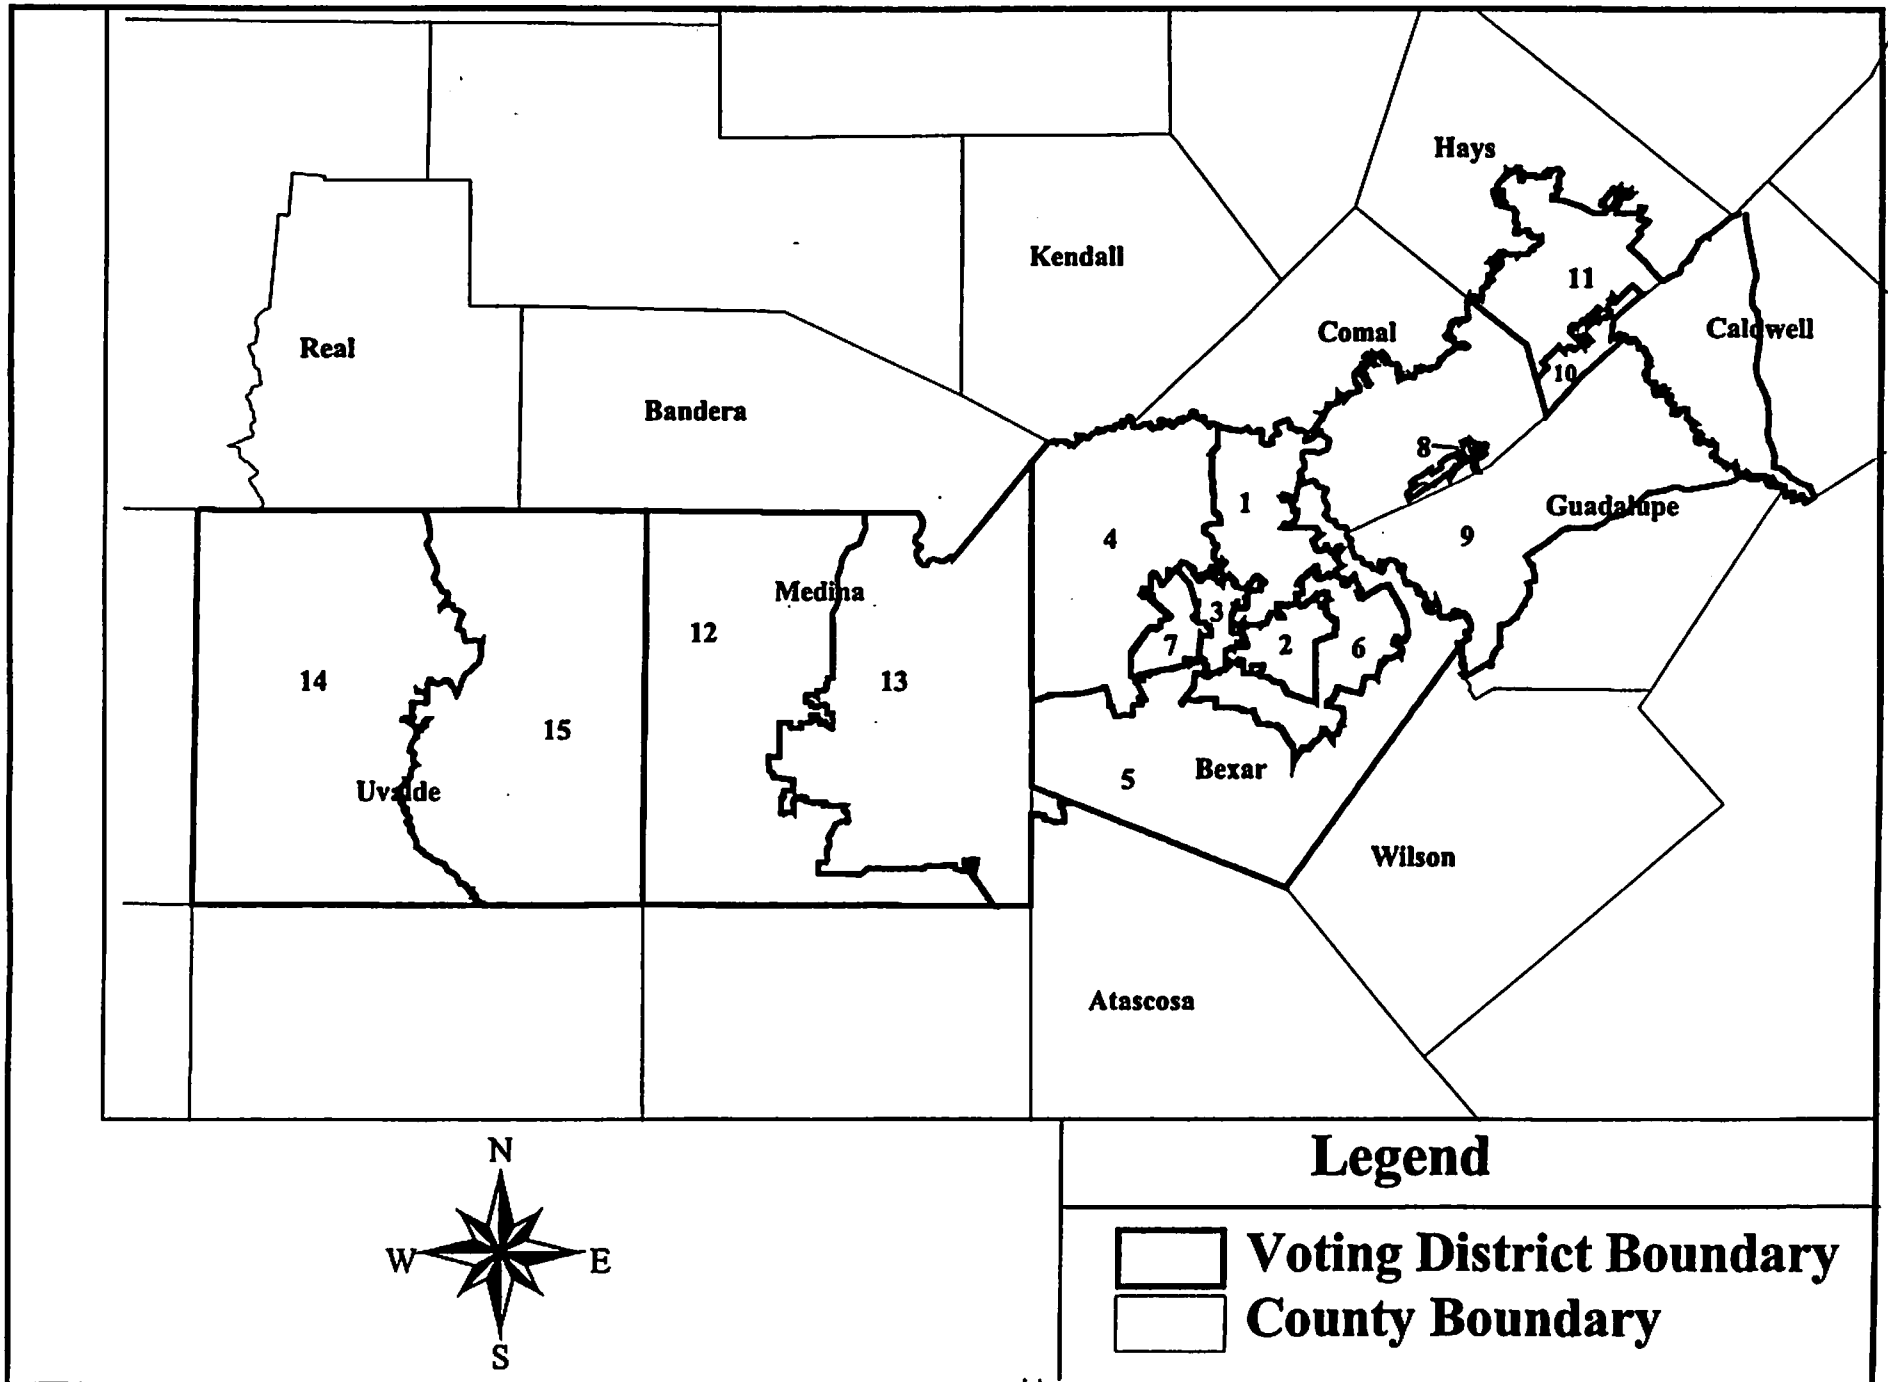 Hays
Kendall
11
Comal
Caldwell
Real
10
Bandera
8
1
Guadalupe
4
9
Medina
12
3
2
6
7
14
13
15
5
Bexar
Uvalde
Wilson
Atascosa
N
W
E
S
Legend
Voting District Boundary
County Boundary